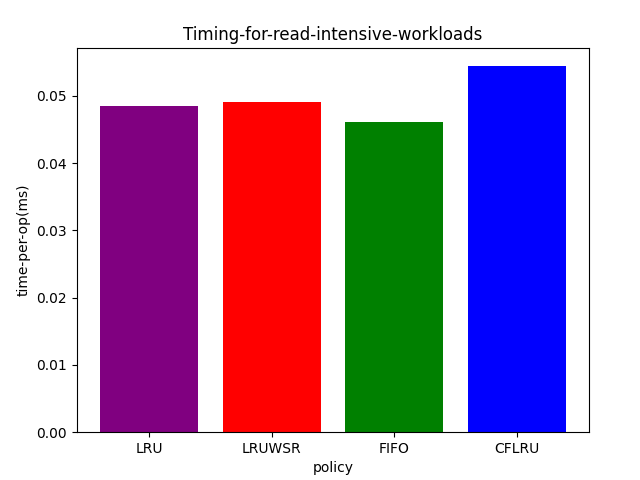 Timing-for-read-intensive-workloads
time-per-op(ms)
0.05
0.04
0.03
0.02
0.01
0.00
LRU LRUWSR FIFO CFLRU
policy